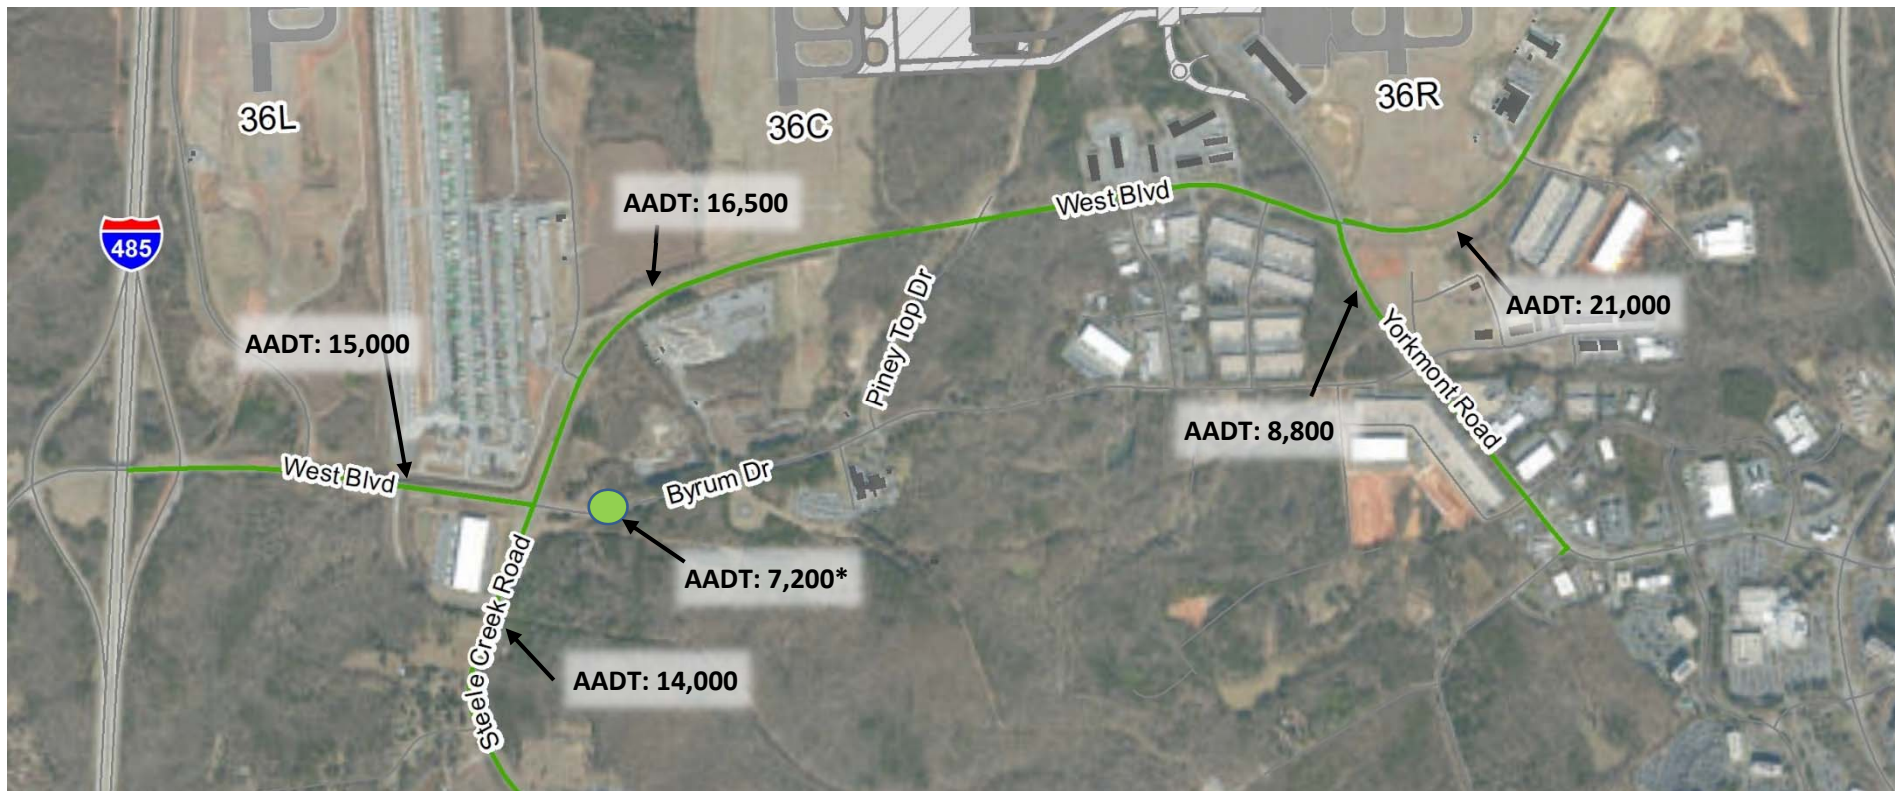 36L
36C
36R
AADT: 16,500
West Blvd
485
AADT: 15,000
Piney Top Dr
AADT: 21,000
Yorkmont Road
AADT: 8,800
West Blvd
Byrum Dr
AADT: 7,200*
Steele Creek Road
AADT: 14,000